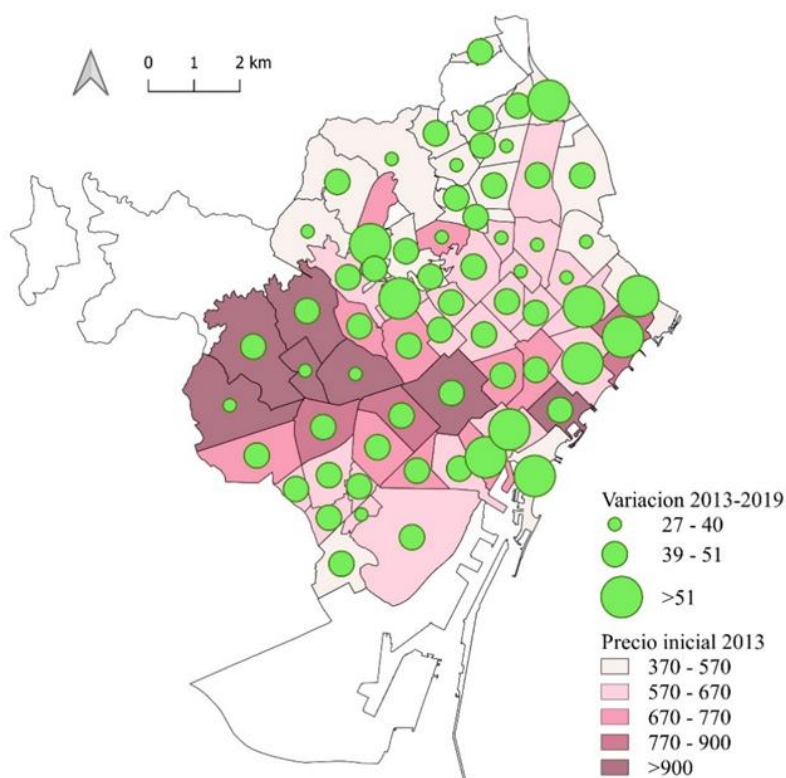 0 1 2 km
Variacion 2013-2019
27 - 40
39 - 51
>51
Precio inicial 2013
370 - 570
570 - 670
670 - 770
770 - 900
>900